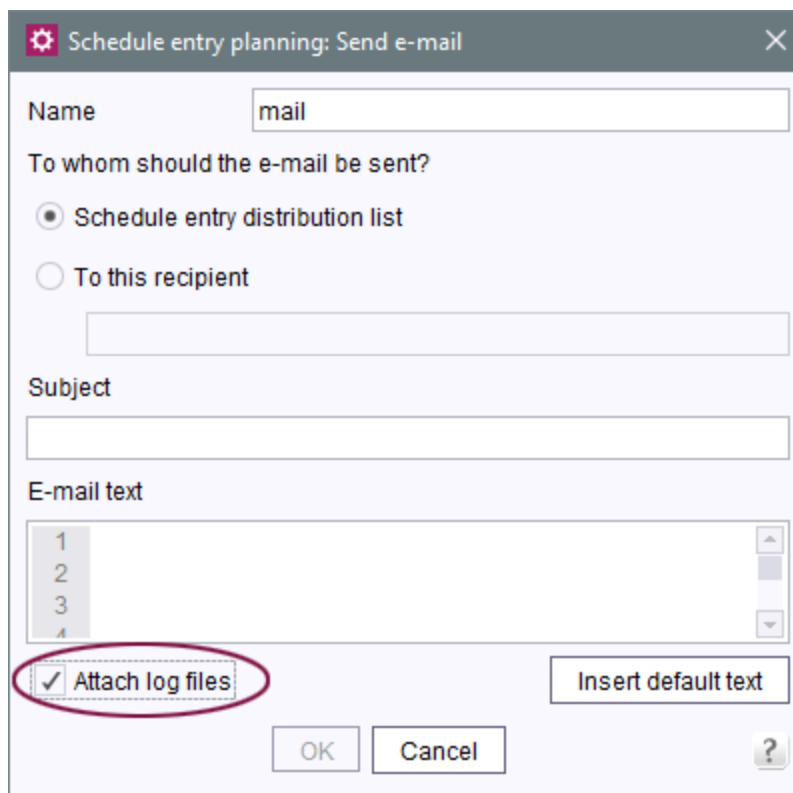 Schedule entry planning: Send e-mail
Name mail
To whom should the e-mail be sent?
Schedule entry distribution list
To this recipient
Subject
E-mail text
1
2
3
4
Attach log files Insert default text
OK Cancel ?